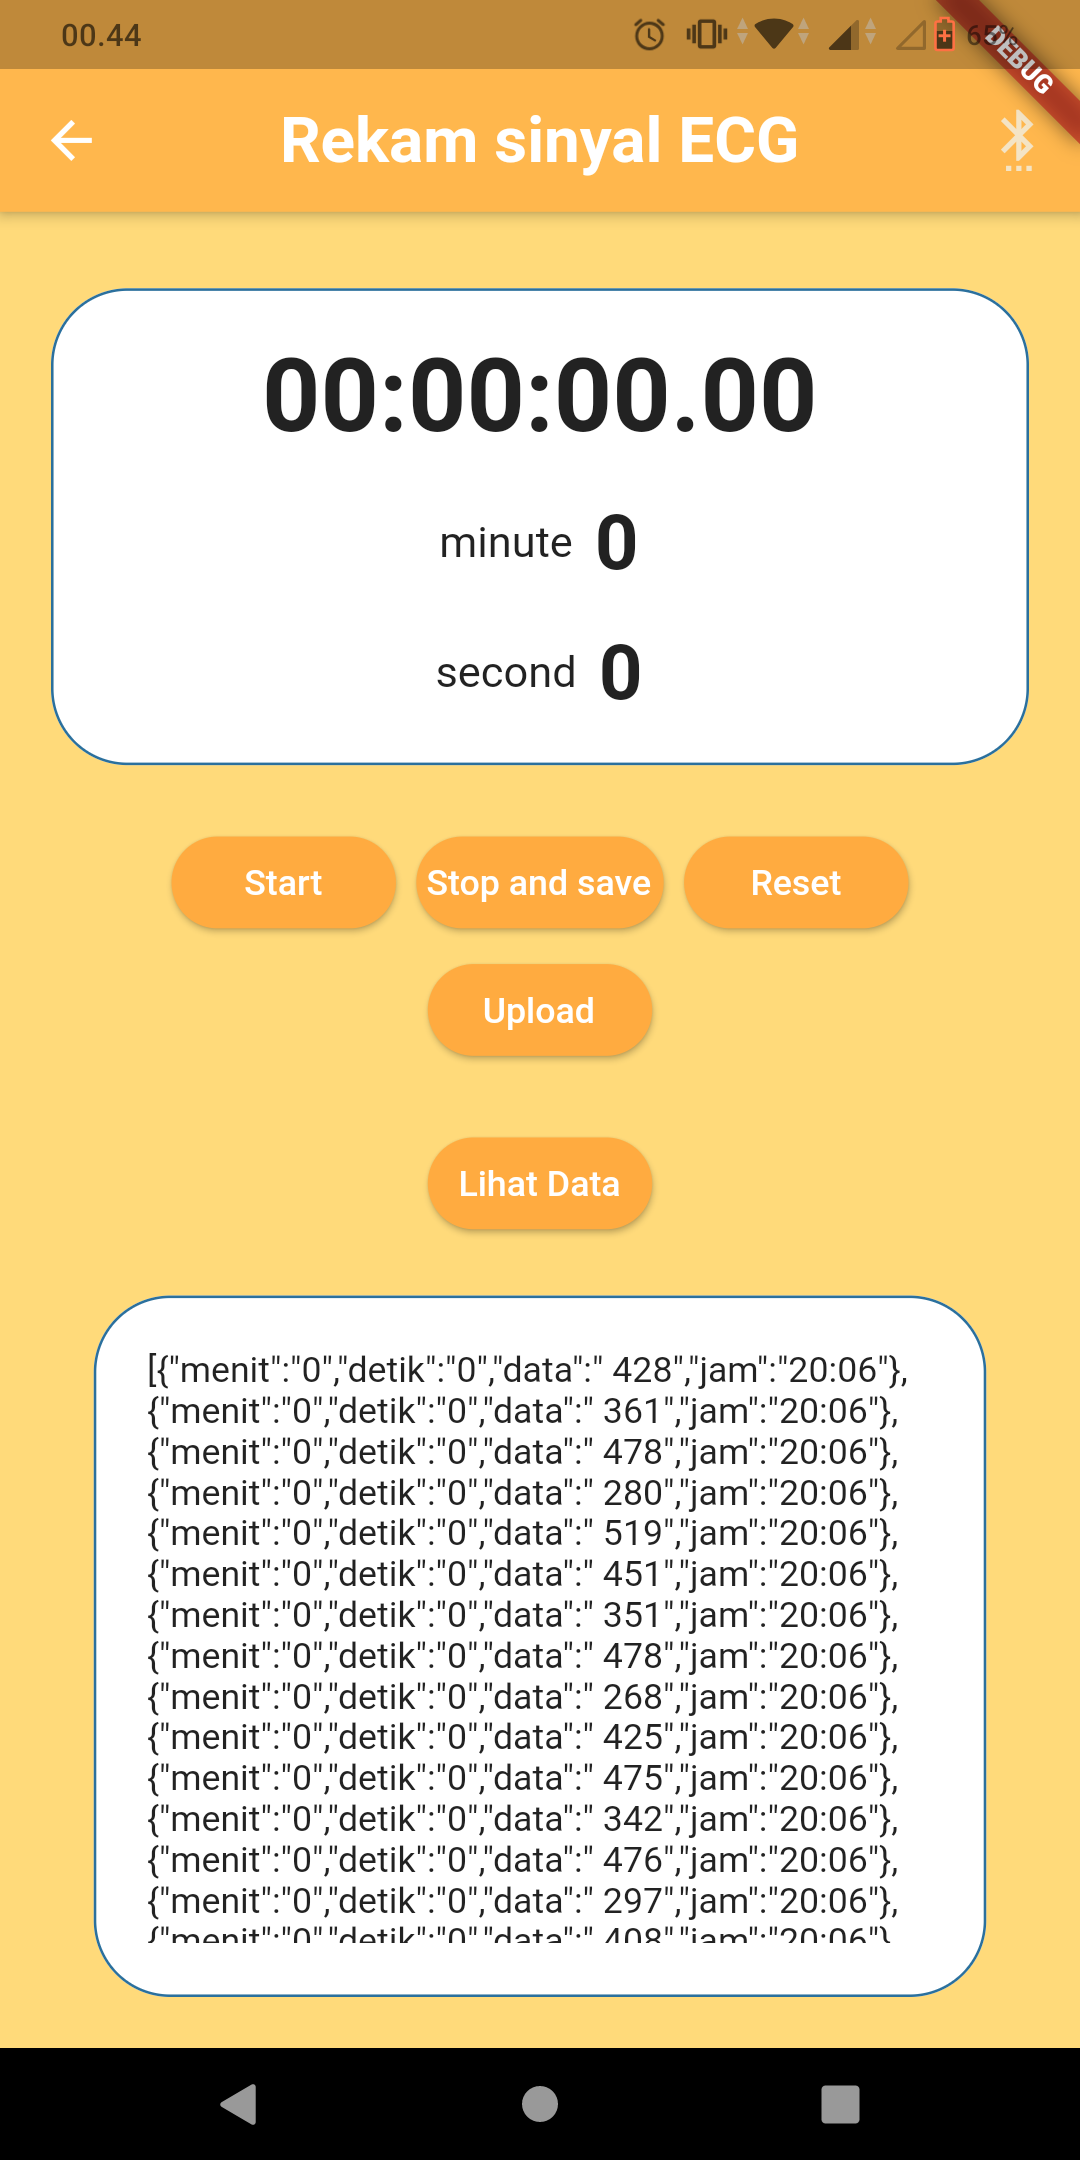 00.44
65%
DEBUG
Rekam sinyal ECG
00:00:00.00
minute 0
second 0
Start
Stop and save
Reset
Upload
Lihat Data
[{"menit":"0","detik":"0","data":" 428","jam":"20:06"},
{"menit":"0","detik":"0","data":" 361","jam":"20:06"},
{"menit":"0","detik":"0","data":" 478","jam":"20:06"},
{"menit":"0","detik":"0","data":" 280","jam":"20:06"},
{"menit":"0","detik":"0","data":" 519","jam":"20:06"},
{"menit":"0","detik":"0","data":" 451","jam":"20:06"},
{"menit":"0","detik":"0","data":" 351","jam":"20:06"},
{"menit":"0","detik":"0","data":" 478","jam":"20:06"},
{"menit":"0","detik":"0","data":" 268","jam":"20:06"},
{"menit":"0","detik":"0","data":" 425","jam":"20:06"},
{"menit":"0","detik":"0","data":" 475","jam":"20:06"},
{"menit":"0","detik":"0","data":" 342","jam":"20:06"},
{"menit":"0","detik":"0","data":" 476","jam":"20:06"},
{"menit":"0","detik":"0","data":" 297","jam":"20:06"},
{"menit":"0","detik":"0","data":" 408","jam":"20:06"}